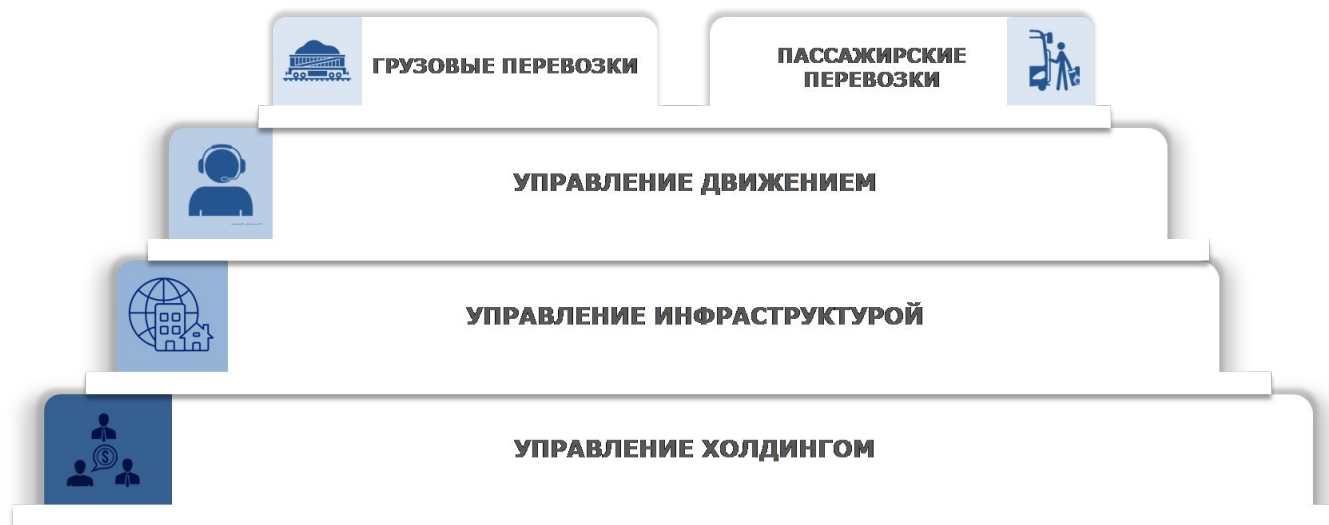 ГРУЗОВЫЕ ПЕРЕВОЗКИ
ПАССАЖИРСКИЕ
ПЕРЕВОЗКИ
УПРАВЛЕНИЕ ДВИЖЕНИЕМ
УПРАВЛЕНИЕ ИНФРАСТРУКТУРОЙ
$
УПРАВЛЕНИЕ ХОЛДИНГОМ